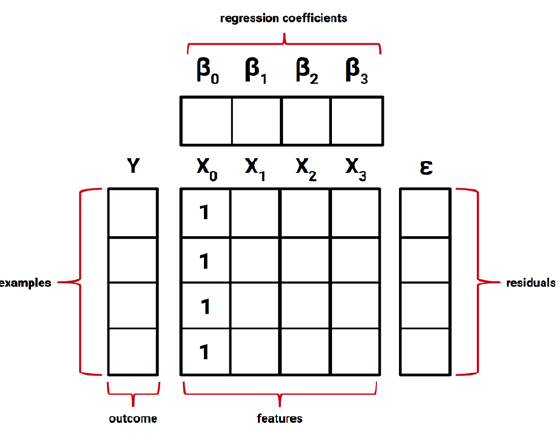 regression coefficients
β0 β1 β2 β3
Y X0 X1 X2 X3 ε
1
1
examples residuals
1
1
outcome features